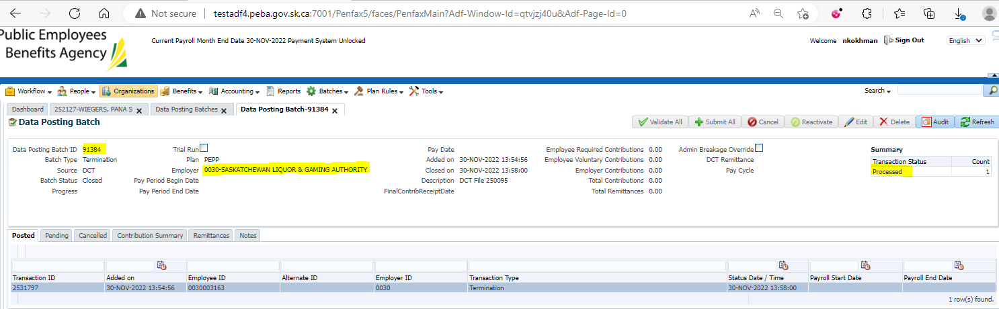 Not secure | testadf4.peba.gov.sk.ca:7001/Penfax5/faces/PenfaxMain?Adf-Window-Id=qtvjzj40u&Adf-Page-Id=0
Public Employees
Benefits Agency
Current Payroll Month End Date 30-NOV-2022 Payment System Unlocked
Welcome nkokhman Sign Out English
Workflow People Organizations Benefits Accounting Reports Batches Plan Rules Tools Search
Dashboard 252127-WIEGERS, PANA S Data Posting Batches Data Posting Batch-91384
Data Posting Batch
Validate All Submit All Cancel Reactivate Edit Delete Audit Refresh
Data Posting Batch ID 91384 Trial Run Pay Date Employee Required Contributions 0.00 Admin Breakage Override Summary
Batch Type Termination Plan PEPP Added on 30-NOV-2022 13:54:56 Employee Voluntary Contributions 0.00 DCT Remittance Transaction Status Count
Source DCT Employer 0030-SASKATCHEWAN LIQUOR & GAMING AUTHORITY Closed on 30-NOV-2022 13:58:00 Employer Contributions 0.00 Pay Cycle Processed 1
Batch Status Closed Pay Period Begin Date Description DCT File 250095 Total Contributions 0.00
Progress Pay Period End Date FinalContribReceiptDate Total Remittances 0.00
Posted Pending Cancelled Contribution Summary Remittances Notes
Transaction ID Added on Employee ID Alternate ID Employer ID Transaction Type Status Date / Time Payroll Start Date Payroll End Date
2531797 30-NOV-2022 13:54:56 0030003163 0030 Termination 30-NOV-2022 13:58:00
1 row(s) found.